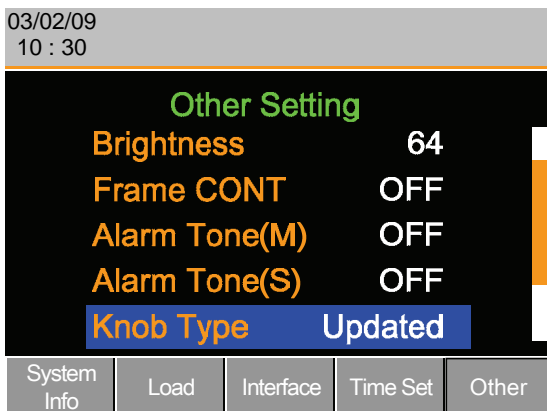 03/02/09
10 : 30
Other Setting
Brightness 64
Frame CONT OFF
Alarm Tone(M) OFF
Alarm Tone(S) OFF
Knob Type Updated
System Info Load Interface Time Set Other